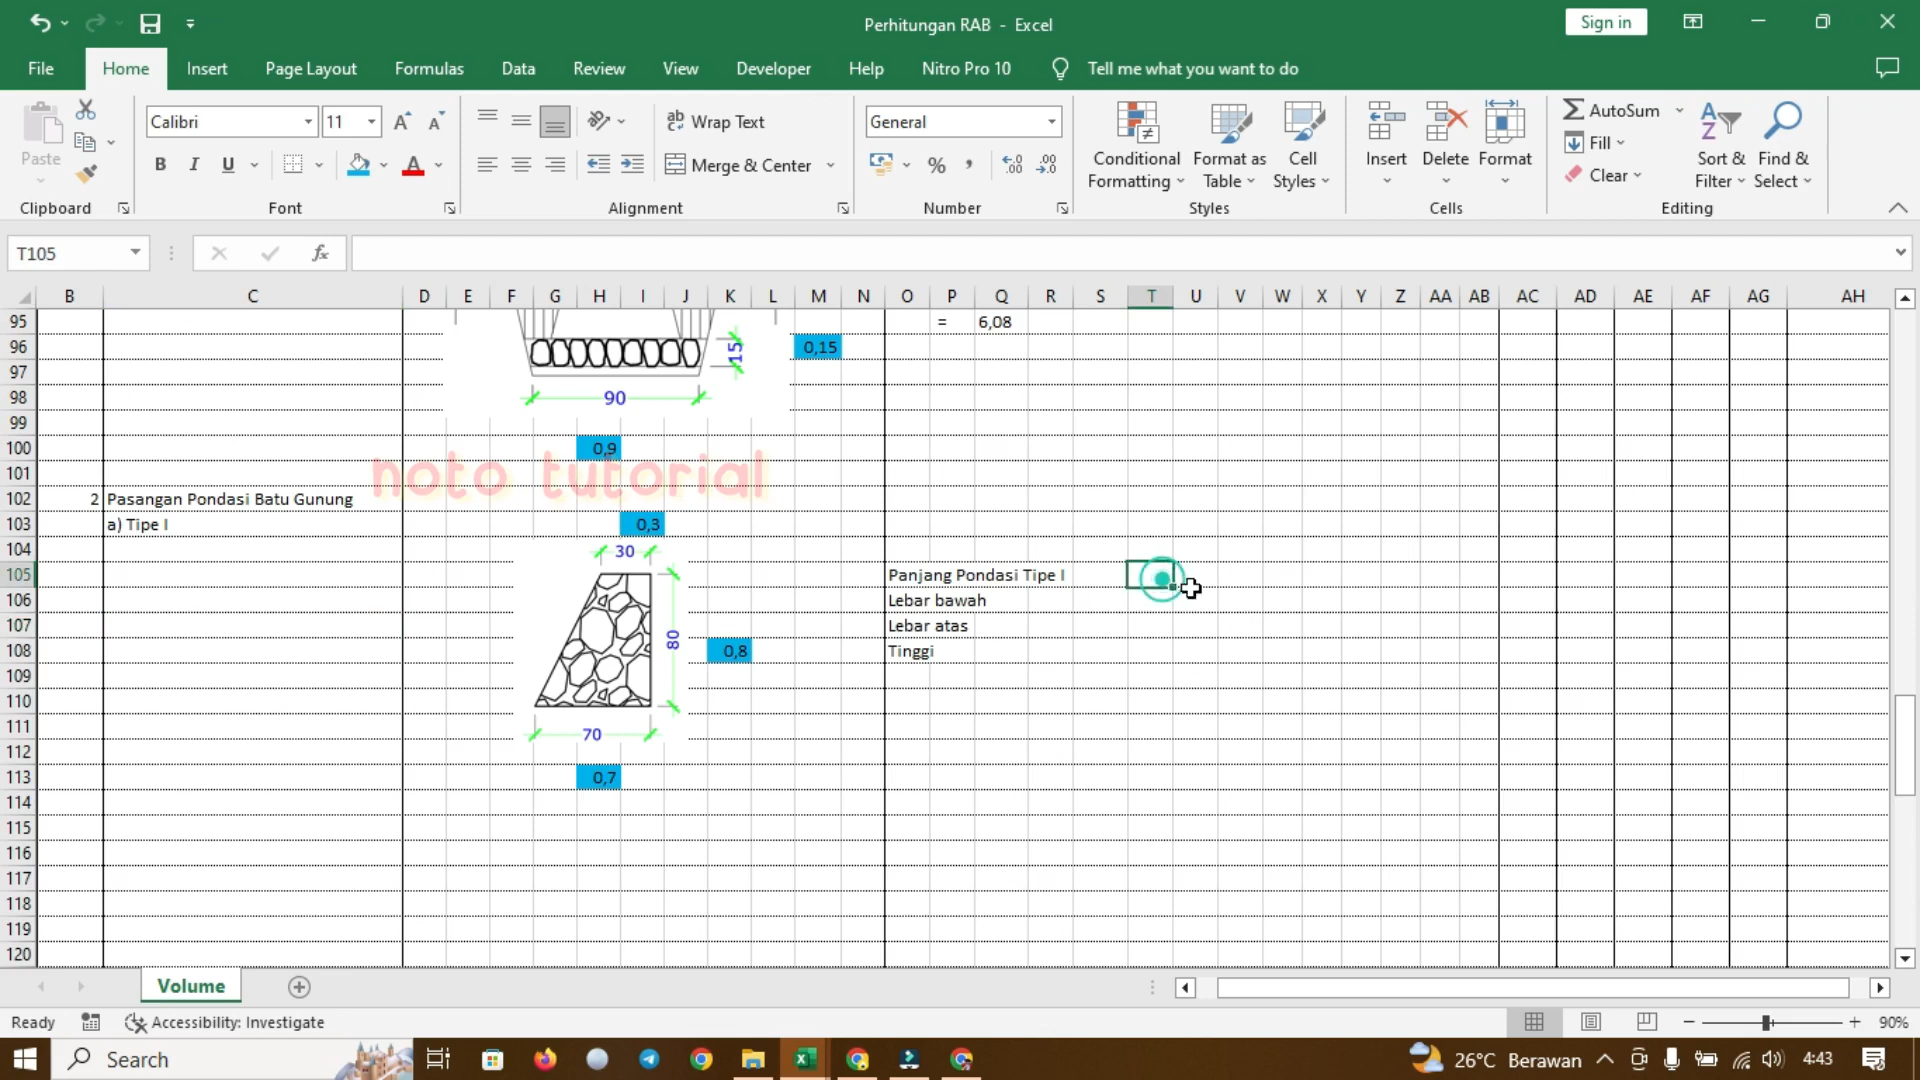 Perhitungan RAB - Excel
Sign in
File Home Insert Page Layout Formulas Data Review View Developer Help Nitro Pro 10 Tell me what you want to do
Paste
Calibri 11
Wrap Text
General
B I U
Merge & Center
% , ,00
Conditional Formatting
Format as Table
Cell Styles
Insert Delete Format
AutoSum
Fill
Clear
Sort & Filter
Find & Select
Clipboard Font Alignment Number Styles Cells Editing
T105 fx
B C D E F G H I J K L M N O P Q R S T U V W X Y Z AA AB AC AD AE AF AG AH
95 = 6,08
96 15 0,15
97
98 90
99
100 0,9
101
noto tutorial
102 2 Pasangan Pondasi Batu Gunung
103 a) Tipe I 0,3
104 30
105 Panjang Pondasi Tipe I
106 Lebar bawah
107 80 Lebar atas
108 0,8 Tinggi
109
110
111 70
112
113 0,7
114
115
116
117
118
119
120
Volume
Ready Accessibility: Investigate 90%
Search 26°C Berawan 4:43